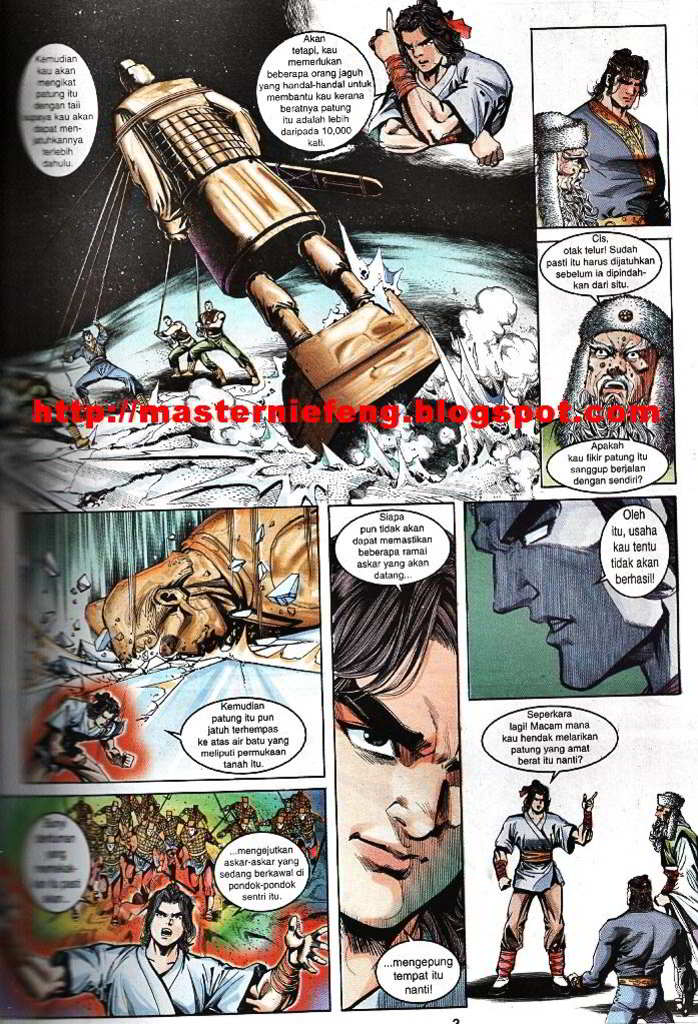 Kemudian
kau akan
mengikat
patung itu
dengan tali
supaya kau akan
dapat men-
jatuhkannya
terlebih
dahulu.
Akan
tetapi, kau
memerlukan
beberapa orang jaguh
yang handal-handal untuk
membantu kau kerana
beratnya patung
itu adalah lebih
daripada 10,000
kati.
Cis,
otak telur! Sudah
pasti itu harus dijatuhkan
sebelum ia dipindah-
kan dari situ.
http://masterniefeng.blogspot.com
Apakah
kau fikir patung itu
sanggup berjalan
dengan sendiri?
Kemudian
patung itu pun
jatuh terhempas
ke atas air batu yang
meliputi permukaan
tanah itu.
Bunyi
dentuman
yang
itu pasti
akan...
...mengejutkan
askar-askar yang
sedang berkawal di
pondok-pondok
sentri itu.
Siapa
pun tidak akan
dapat memastikan
beberapa ramai
askar yang akan
datang...
...mengepung
tempat itu
nanti!
Oleh
itu, usaha
kau tentu
tidak akan
berhasil!
Seperkara
lagi! Macam mana
kau hendak melarikan
patung yang amat
berat itu nanti?